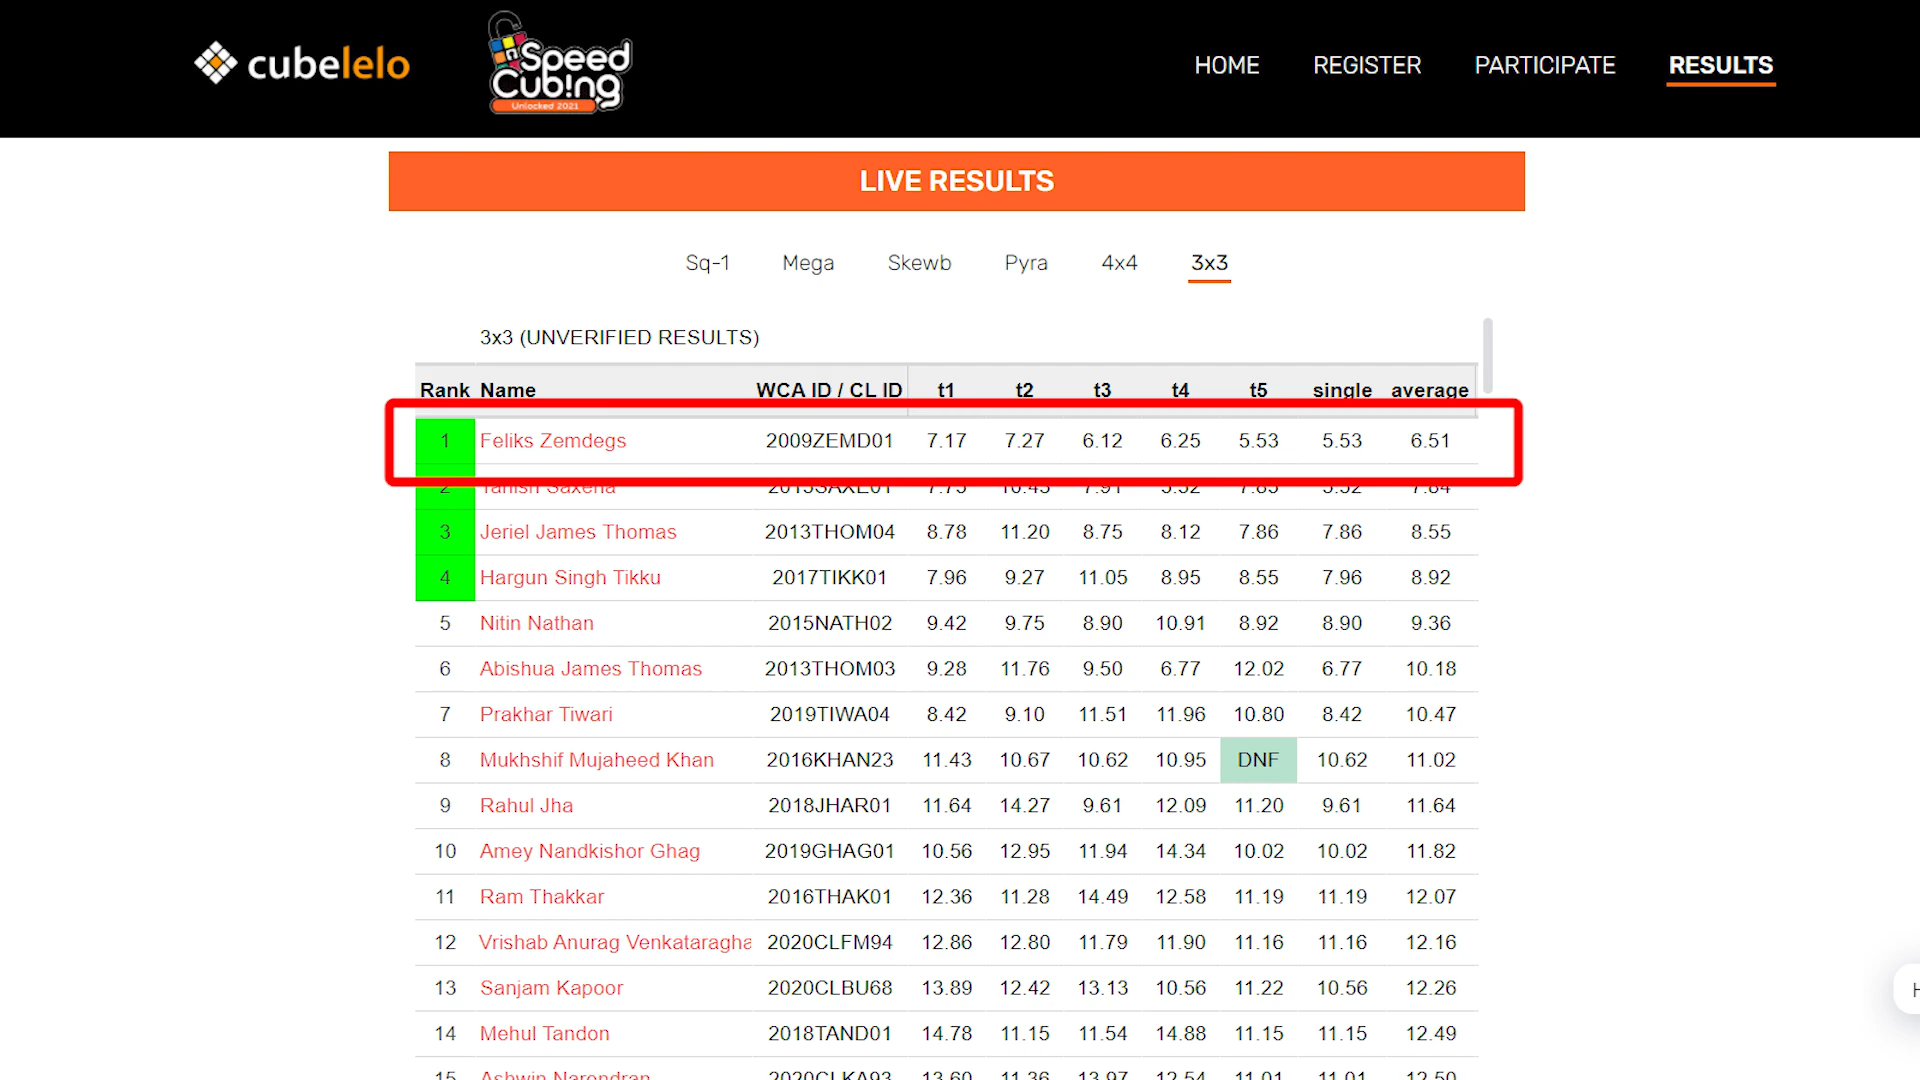 cubelelo
Speed Cub!ng
Unlocked 2021
HOME REGISTER PARTICIPATE RESULTS
LIVE RESULTS
Sq-1 Mega Skewb Pyra 4x4 3x3
3x3 (UNVERIFIED RESULTS)
Rank Name WCA ID / CL ID t1 t2 t3 t4 t5 single average
1 Feliks Zemdegs 2009ZEMD01 7.17 7.27 6.12 6.25 5.53 5.53 6.51
2 Tanish Saxena 2015SAXE01 7.75 10.45 7.91 5.52 7.85 5.52 7.84
3 Jeriel James Thomas 2013THOM04 8.78 11.20 8.75 8.12 7.86 7.86 8.55
4 Hargun Singh Tikku 2017TIKK01 7.96 9.27 11.05 8.95 8.55 7.96 8.92
5 Nitin Nathan 2015NATH02 9.42 9.75 8.90 10.91 8.92 8.90 9.36
6 Abishua James Thomas 2013THOM03 9.28 11.76 9.50 6.77 12.02 6.77 10.18
7 Prakhar Tiwari 2019TIWA04 8.42 9.10 11.51 11.96 10.80 8.42 10.47
8 Mukhshif Mujaheed Khan 2016KHAN23 11.43 10.67 10.62 10.95 DNF 10.62 11.02
9 Rahul Jha 2018JHAR01 11.64 14.27 9.61 12.09 11.20 9.61 11.64
10 Amey Nandkishor Ghag 2019GHAG01 10.56 12.95 11.94 14.34 10.02 10.02 11.82
11 Ram Thakkar 2016THAK01 12.36 11.28 14.49 12.58 11.19 11.19 12.07
12 Vrishab Anurag Venkataragha 2020CLFM94 12.86 12.80 11.79 11.90 11.16 11.16 12.16
13 Sanjam Kapoor 2020CLBU68 13.89 12.42 13.13 10.56 11.22 10.56 12.26
14 Mehul Tandon 2018TAND01 14.78 11.15 11.54 14.88 11.15 11.15 12.49
15 Ashwin Narendran 2020CLKA93 13.60 11.36 13.97 12.54 11.01 11.01 12.50